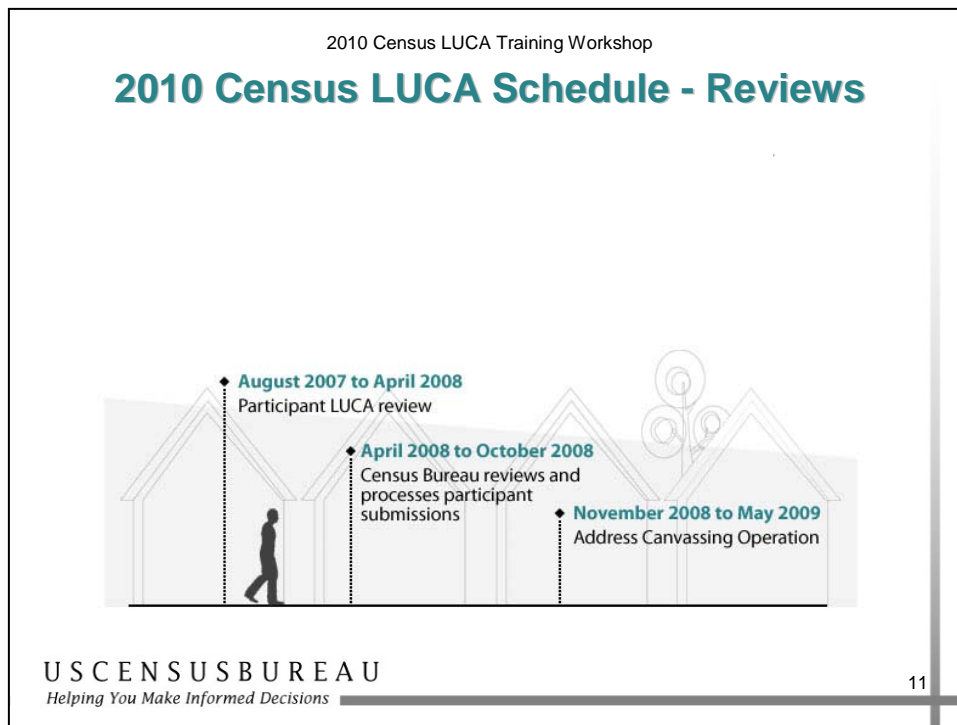 2010 Census LUCA Training Workshop
2010 Census LUCA Schedule - Reviews
August 2007 to April 2008
Participant LUCA review
April 2008 to October 2008
Census Bureau reviews and
processes participant
submissions
November 2008 to May 2009
Address Canvassing Operation
USCENSUSBUREAU
Helping You Make Informed Decisions
11